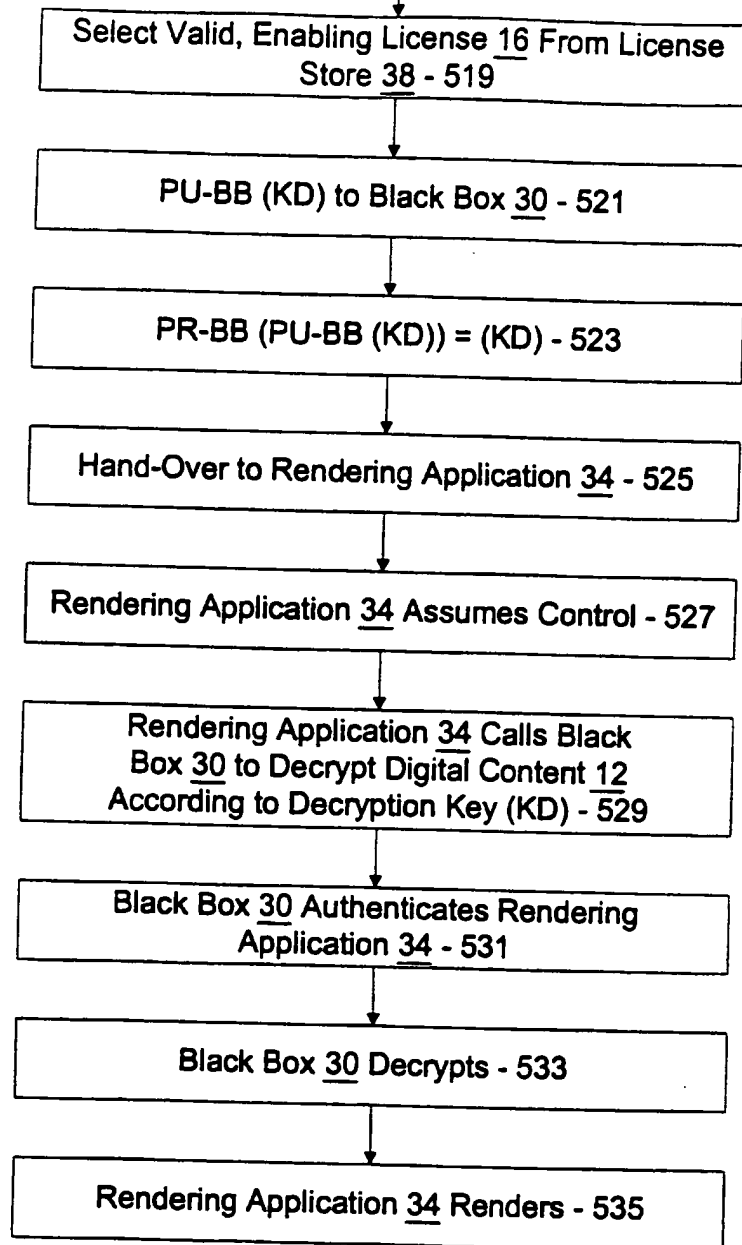 Select Valid, Enabling License 16 From License
Store 38 - 519
PU-BB (KD) to Black Box 30 - 521
PR-BB (PU-BB (KD)) = (KD) - 523
Hand-Over to Rendering Application 34 - 525
Rendering Application 34 Assumes Control - 527
Rendering Application 34 Calls Black
Box 30 to Decrypt Digital Content 12
According to Decryption Key (KD) - 529
Black Box 30 Authenticates Rendering
Application 34 - 531
Black Box 30 Decrypts - 533
Rendering Application 34 Renders - 535